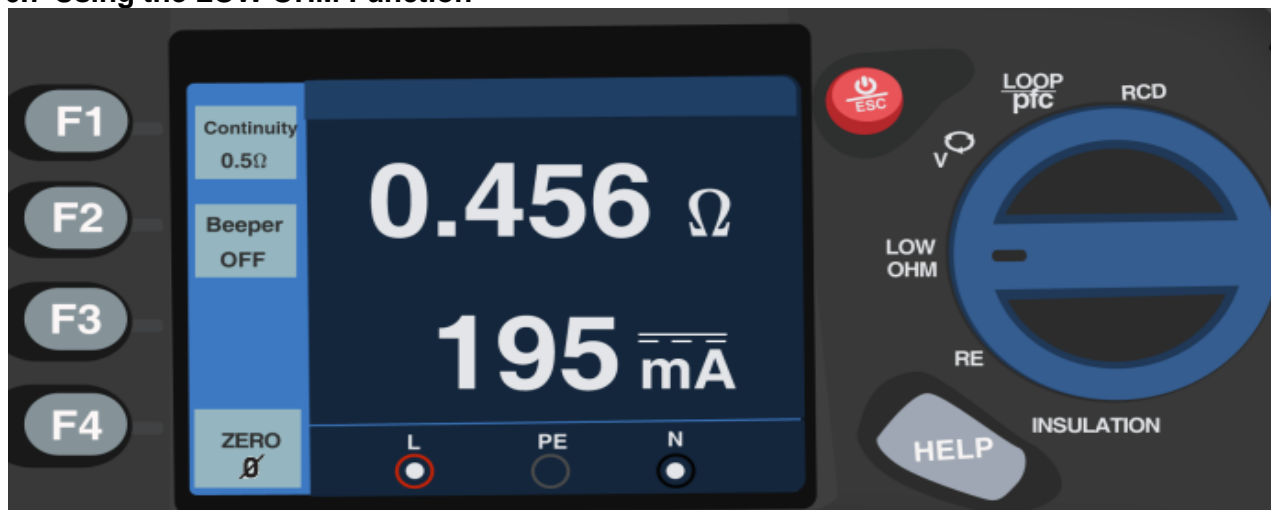 Using the LOW OHM Function
F1
F2
F3
F4
Continuity
0.5Ω
Beeper
OFF
ZERO
Ø
0.456 Ω
195 mA
L
PE
N
ESC
LOOP
pfc
RCD
V
LOW
OHM
RE
INSULATION
HELP